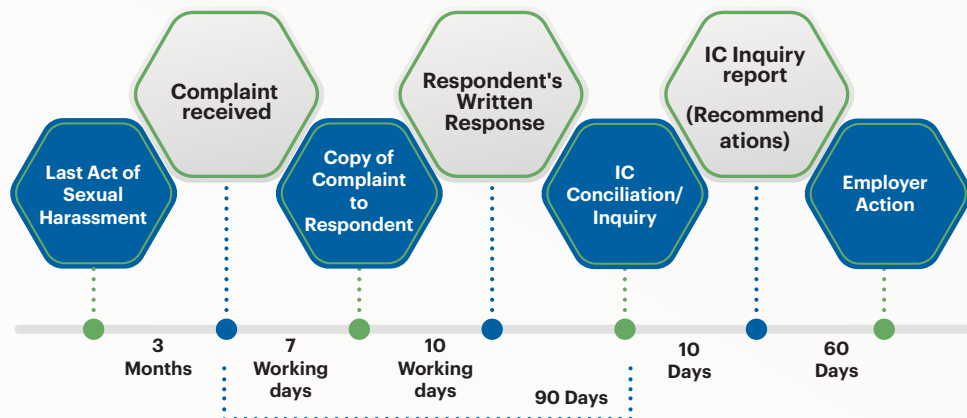 Last Act of
Sexual
Harassment
Complaint
received
Copy of
Complaint
to
Respondent
Respondent's
Written
Response
IC
Conciliation/
Inquiry
IC Inquiry
report
(Recommend
ations)
Employer
Action
3
Months
7
Working
days
10
Working
days
90 Days
10
Days
60
Days